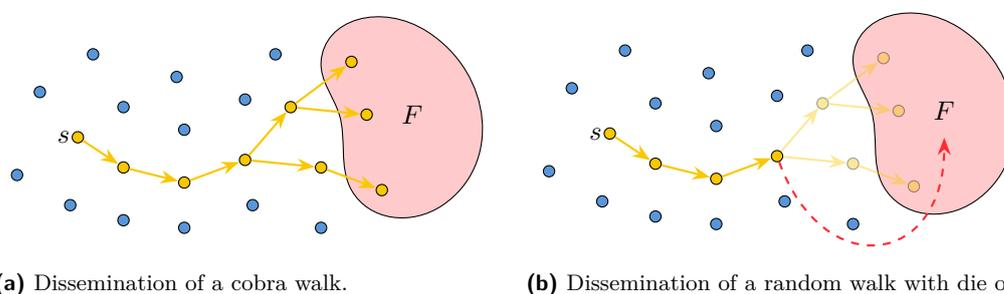 s
F
s
F
(a) Dissemination of a cobra walk.
(b) Dissemination of a random walk with die